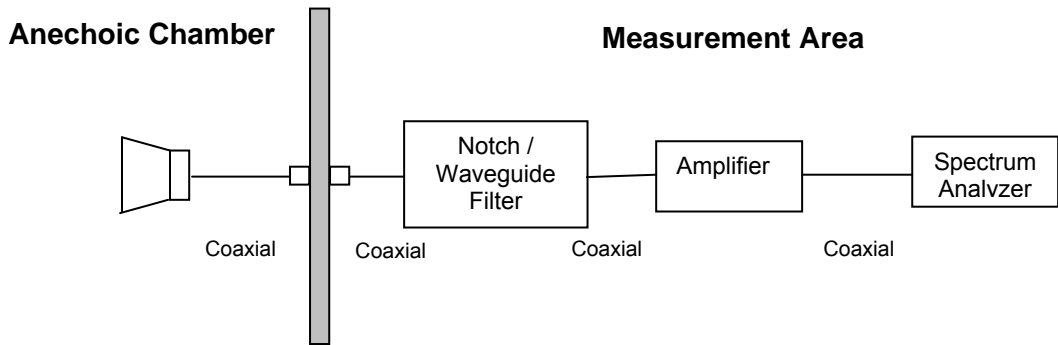 Anechoic Chamber
Measurement Area
Notch /
Waveguide
Filter
Amplifier
Spectrum
Analvzer
Coaxial
Coaxial
Coaxial
Coaxial